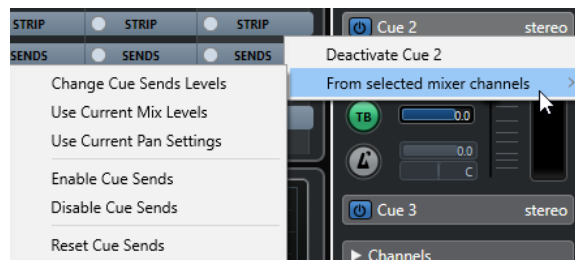 STRIP STRIP STRIP
SENDS SENDS SENDS
Cue 2 stereo
Deactivate Cue 2
From selected mixer channels
Change Cue Sends Levels
Use Current Mix Levels
Use Current Pan Settings
Enable Cue Sends
Disable Cue Sends
Reset Cue Sends
TB 0.0
0.0
C
Cue 3 stereo
Channels